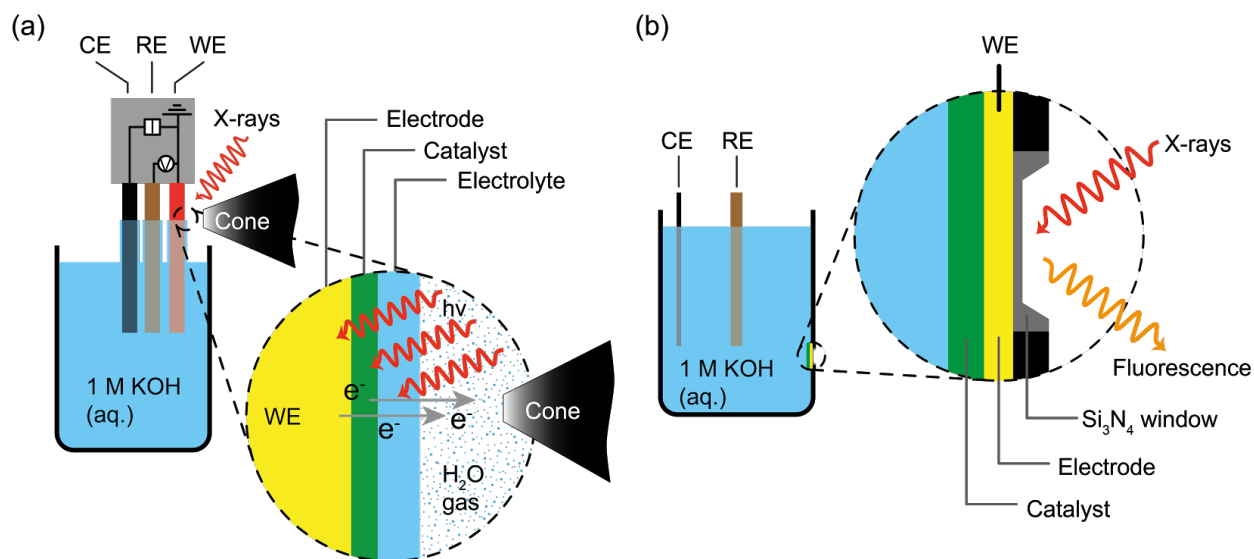 (a)
CE RE WE
V
X-rays
Cone
Electrode
Catalyst
Electrolyte
hν
e⁻
e⁻
e⁻
WE
Cone
H₂O
gas
1 M KOH
(aq.)
(b)
WE
CE RE
X-rays
Fluorescence
1 M KOH
(aq.)
Si₃N₄ window
Electrode
Catalyst